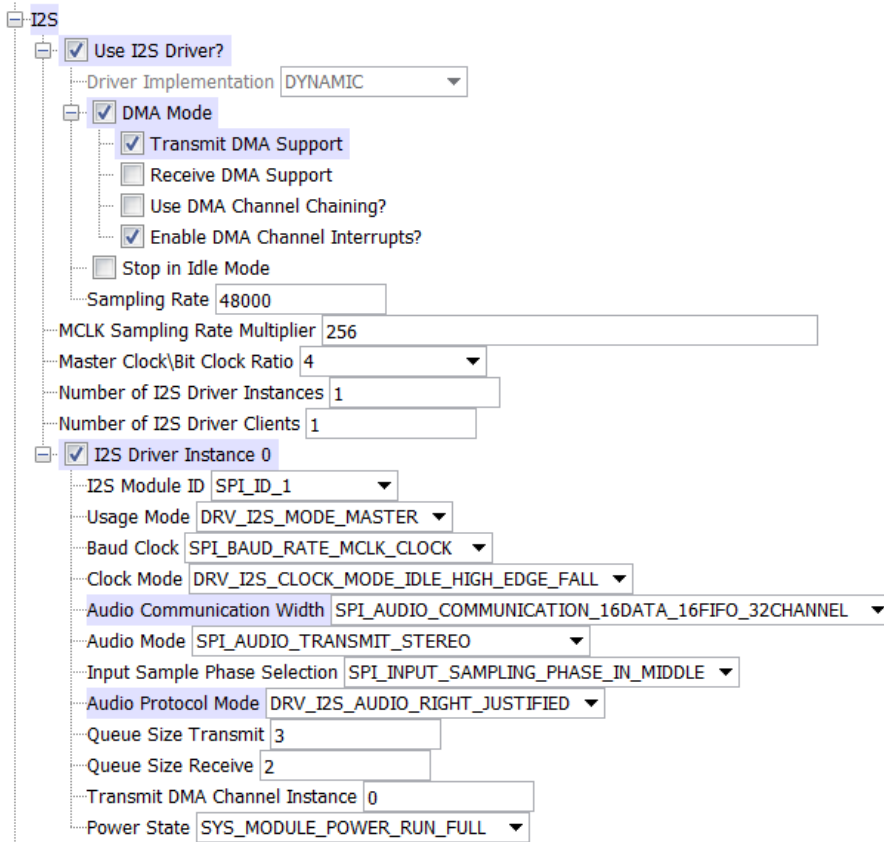 I2S
Use I2S Driver?
Driver Implementation DYNAMIC
DMA Mode
Transmit DMA Support
Receive DMA Support
Use DMA Channel Chaining?
Enable DMA Channel Interrupts?
Stop in Idle Mode
Sampling Rate 48000
MCLK Sampling Rate Multiplier 256
Master Clock\Bit Clock Ratio 4
Number of I2S Driver Instances 1
Number of I2S Driver Clients 1
I2S Driver Instance 0
I2S Module ID SPI_ID_1
Usage Mode DRV_I2S_MODE_MASTER
Baud Clock SPI_BAUD_RATE_MCLK_CLOCK
Clock Mode DRV_I2S_CLOCK_MODE_IDLE_HIGH_EDGE_FALL
Audio Communication Width SPI_AUDIO_COMMUNICATION_16DATA_16FIFO_32CHANNEL
Audio Mode SPI_AUDIO_TRANSMIT_STEREO
Input Sample Phase Selection SPI_INPUT_SAMPLING_PHASE_IN_MIDDLE
Audio Protocol Mode DRV_I2S_AUDIO_RIGHT_JUSTIFIED
Queue Size Transmit 3
Queue Size Receive 2
Transmit DMA Channel Instance 0
Power State SYS_MODULE_POWER_RUN_FULL